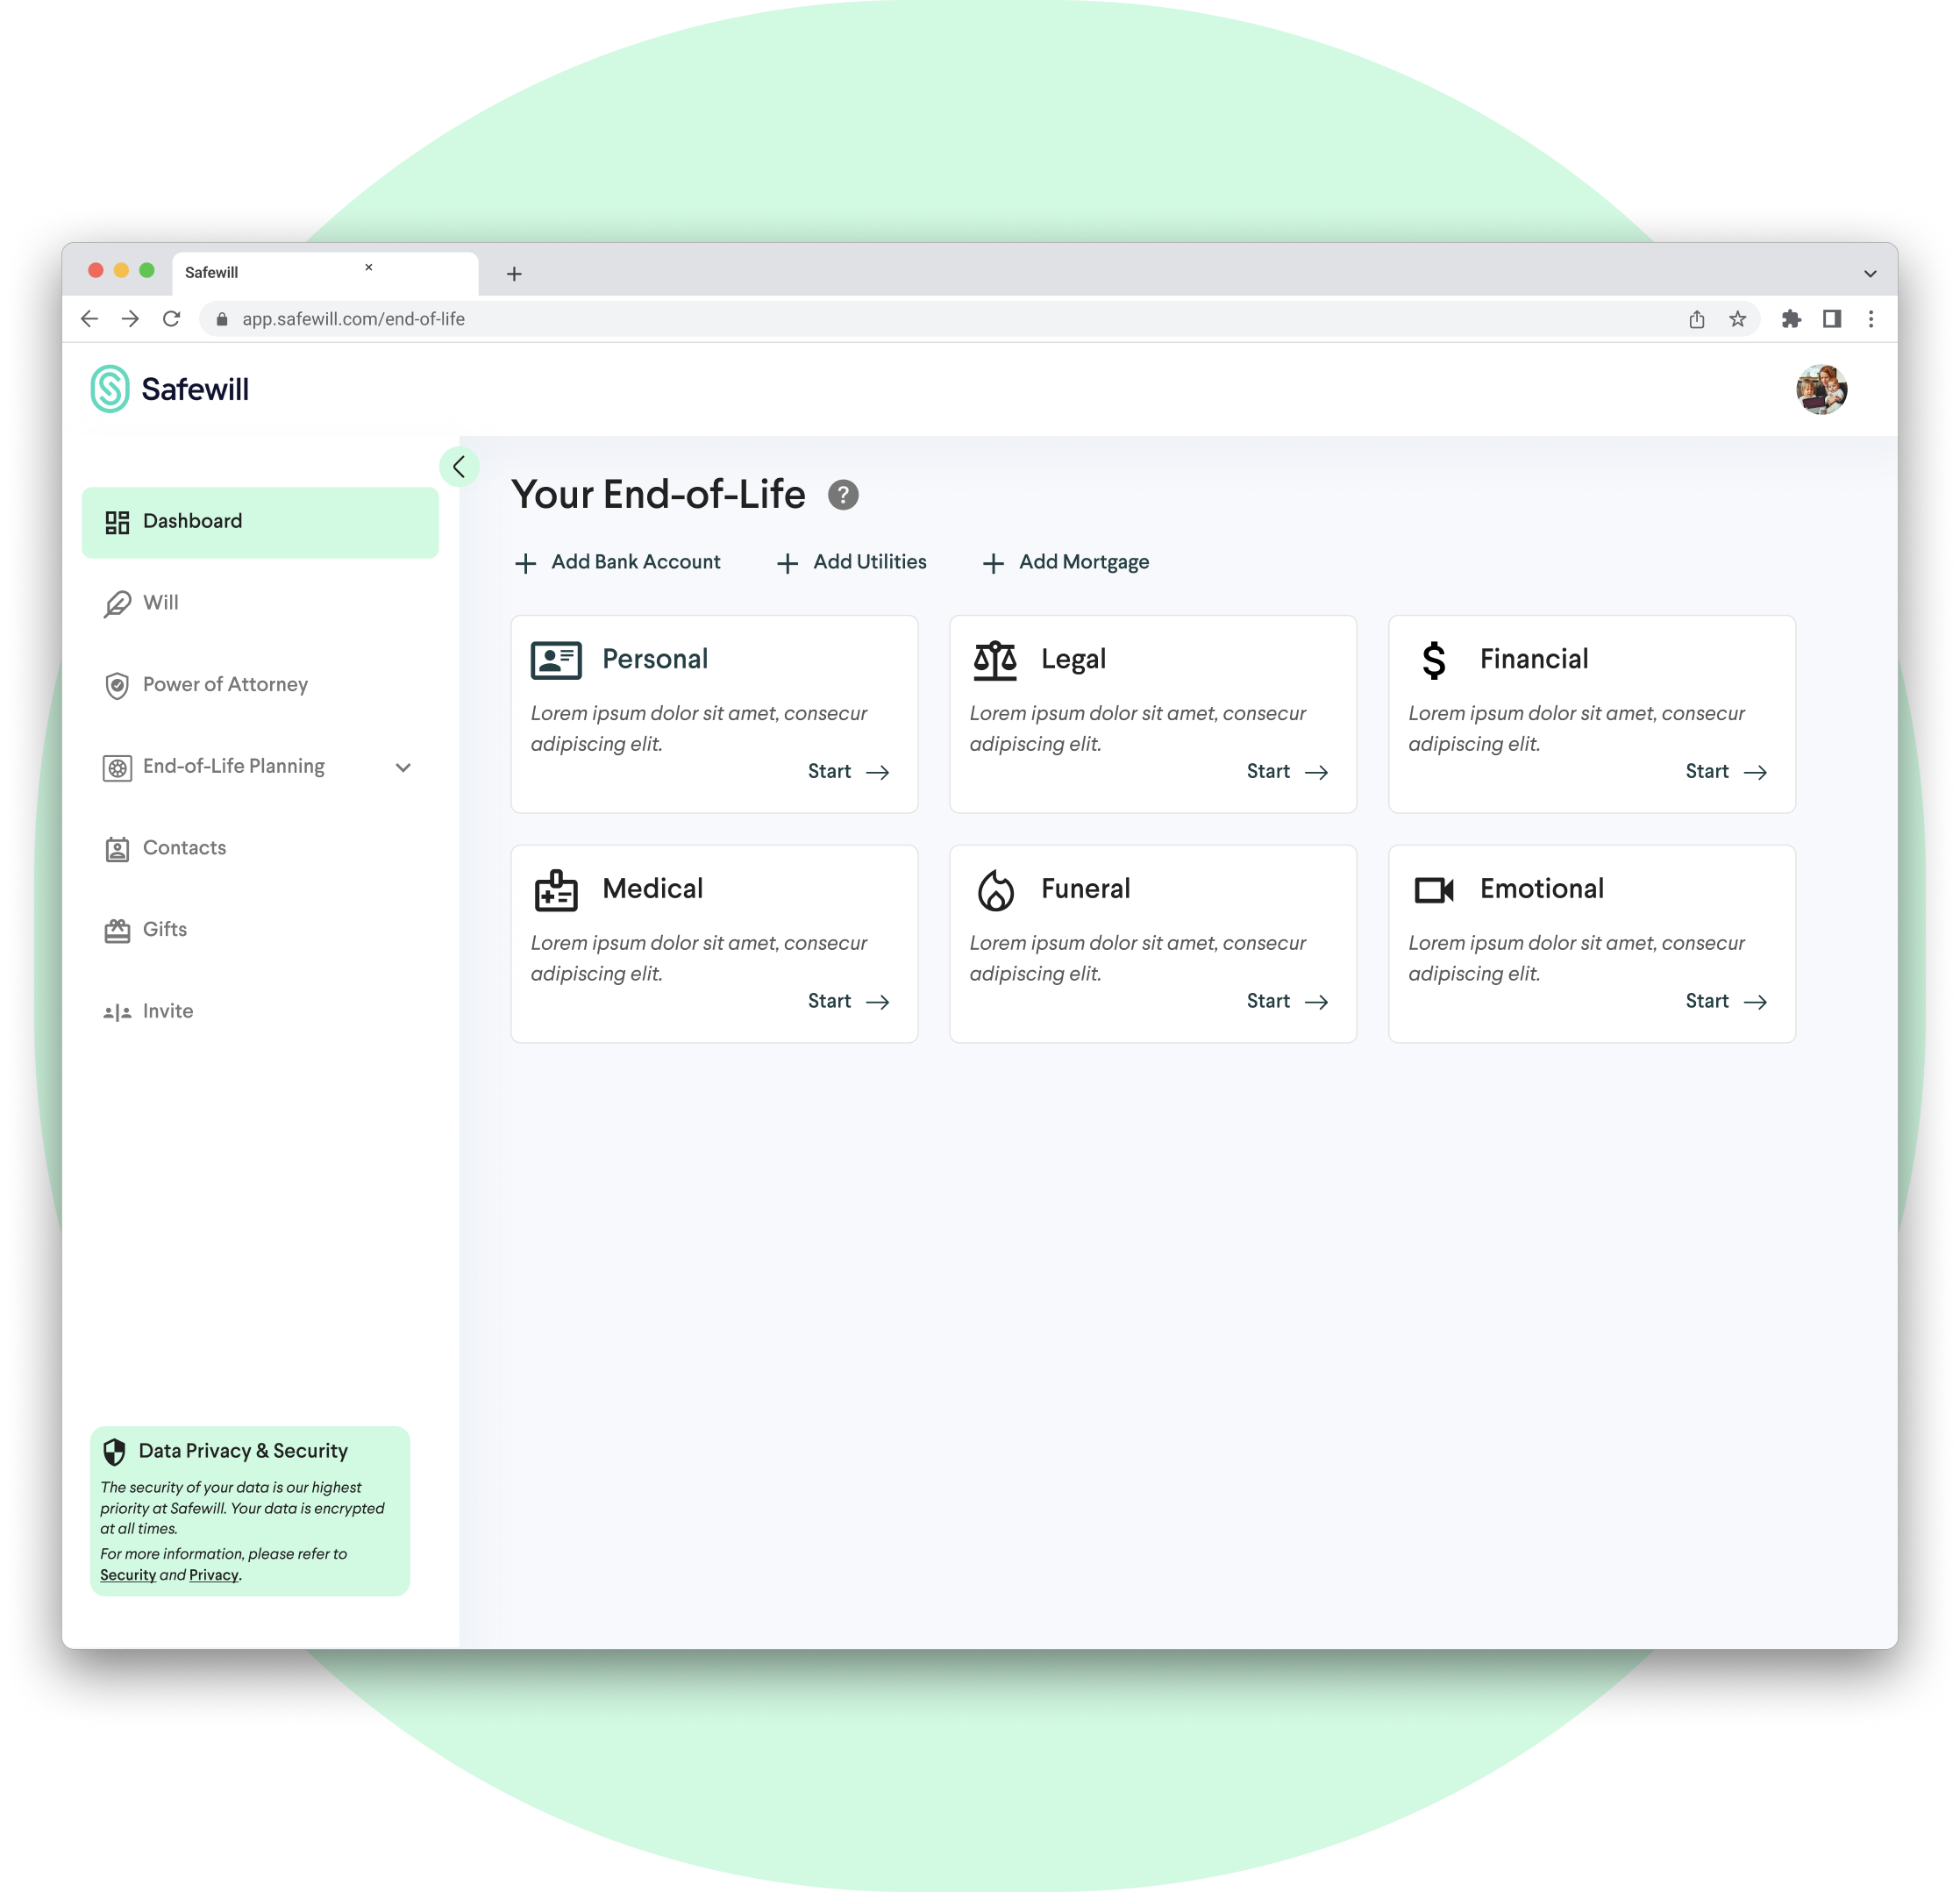 Safewill
app.safewill.com/end-of-life
Safewill
Dashboard
Will
Power of Attorney
End-of-Life Planning
Contacts
Gifts
Invite
Data Privacy & Security
The security of your data is our highest
priority at Safewill. Your data is encrypted
at all times.
For more information, please refer to
Security and Privacy.
Your End-of-Life ?
Add Bank Account
Add Utilities
Add Mortgage
Personal
Lorem ipsum dolor sit amet, consecur
adipiscing elit.
Start
Legal
Lorem ipsum dolor sit amet, consecur
adipiscing elit.
Start
$ Financial
Lorem ipsum dolor sit amet, consecur
adipiscing elit.
Start
Medical
Lorem ipsum dolor sit amet, consecur
adipiscing elit.
Start
Funeral
Lorem ipsum dolor sit amet, consecur
adipiscing elit.
Start
Emotional
Lorem ipsum dolor sit amet, consecur
adipiscing elit.
Start